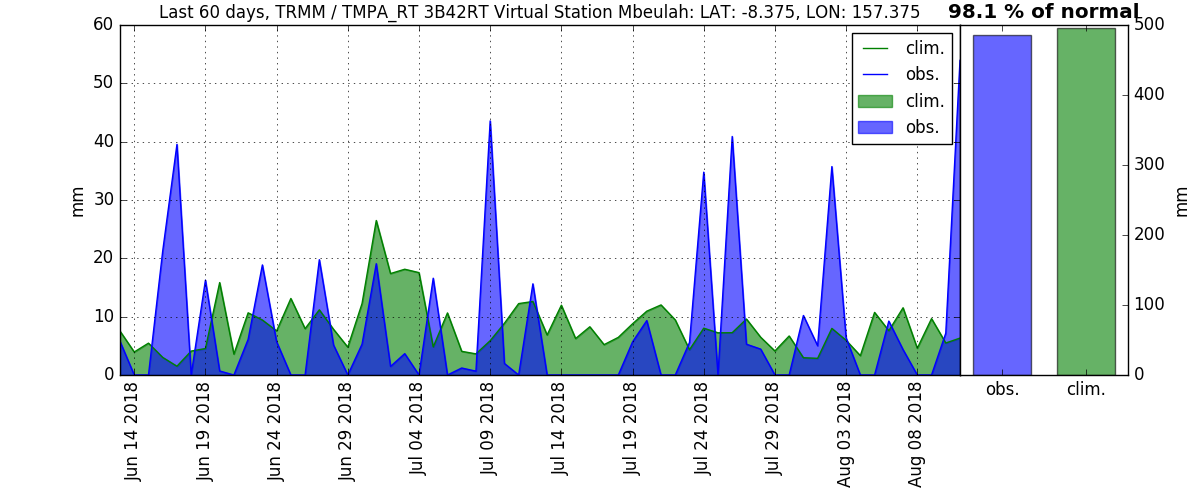 Last 60 days, TRMM / TMPA_RT 3B42RT Virtual Station Mbeulah: LAT: -8.375, LON: 157.375
98.1 % of normal
60
50
40
30
20
10
0
mm
clim.
obs.
clim.
obs.
500
400
300
200
100
0
mm
Jun 14 2018
Jun 19 2018
Jun 24 2018
Jun 29 2018
Jul 04 2018
Jul 09 2018
Jul 14 2018
Jul 19 2018
Jul 24 2018
Jul 29 2018
Aug 03 2018
Aug 08 2018
obs.
clim.